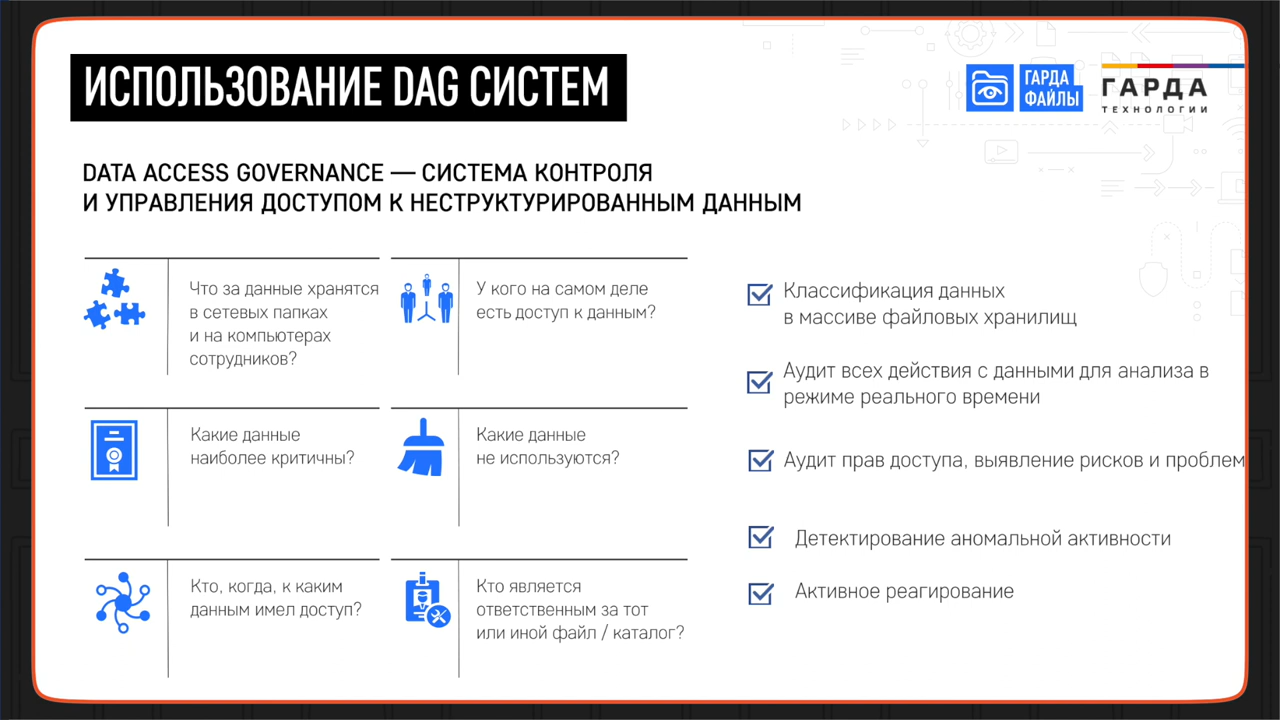 ИСПОЛЬЗОВАНИЕ DAG СИСТЕМ
ГАРДА
ФАЙЛЫ
ГАРДА
ТЕХНОЛОГИИ
DATA ACCESS GOVERNANCE — СИСТЕМА КОНТРОЛЯ
И УПРАВЛЕНИЯ ДОСТУПОМ К НЕСТРУКТУРИРОВАННЫМ ДАННЫМ
Что за данные хранятся
в сетевых папках
и на компьютерах
сотрудников?
У кого на самом деле
есть доступ к данным?
Какие данные
наиболее критичны?
Какие данные
не используются?
Кто, когда, к каким
данным имел доступ?
Кто является
ответственным за тот
или иной файл / каталог?
Классификация данных
в массиве файловых хранилищ
Аудит всех действия с данными для анализа в
режиме реального времени
Аудит прав доступа, выявление рисков и проблем
Детектирование аномальной активности
Активное реагирование